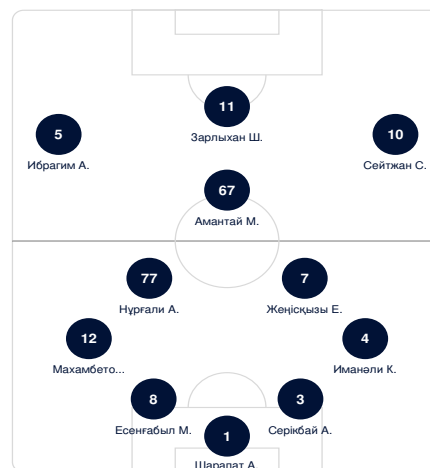 11
Зарлыхан Ш.
5
Ибрагим А.
10
Сейтжан С.
67
Амантай М.
77
Нұрғали А.
7
Жеңісқызы Е.
12
Махамбето...
4
Иманәли К.
8
Есенғабыл М.
3
Серікбай А.
1
Шарапат А.